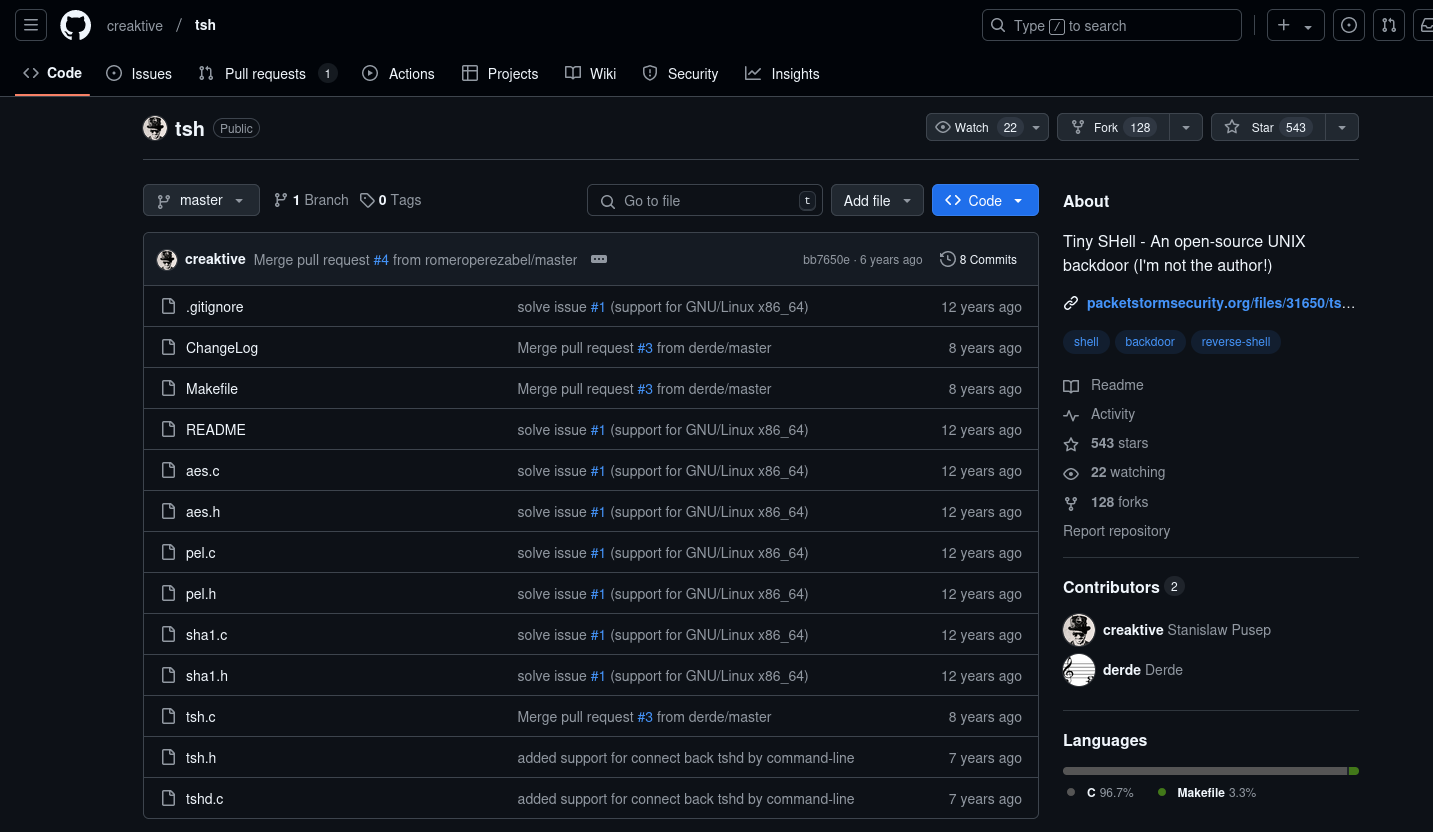 creaktive / tsh
Type / to search
Code Issues Pull requests 1 Actions Projects Wiki Security Insights
tsh Public
Watch 22 Fork 128 Star 543
master 1 Branch 0 Tags Go to file t Add file Code
creaktive Merge pull request #4 from romeroperezabel/master bb7650e · 6 years ago 8 Commits
.gitignore solve issue #1 (support for GNU/Linux x86_64) 12 years ago
ChangeLog Merge pull request #3 from derde/master 8 years ago
Makefile Merge pull request #3 from derde/master 8 years ago
README solve issue #1 (support for GNU/Linux x86_64) 12 years ago
aes.c solve issue #1 (support for GNU/Linux x86_64) 12 years ago
aes.h solve issue #1 (support for GNU/Linux x86_64) 12 years ago
pel.c solve issue #1 (support for GNU/Linux x86_64) 12 years ago
pel.h solve issue #1 (support for GNU/Linux x86_64) 12 years ago
sha1.c solve issue #1 (support for GNU/Linux x86_64) 12 years ago
sha1.h solve issue #1 (support for GNU/Linux x86_64) 12 years ago
tsh.c Merge pull request #3 from derde/master 8 years ago
tsh.h added support for connect back tshd by command-line 7 years ago
tshd.c added support for connect back tshd by command-line 7 years ago
About
Tiny SHell - An open-source UNIX
backdoor (I'm not the author!)
packetstormsecurity.org/files/31650/ts...
shell backdoor reverse-shell
Readme
Activity
543 stars
22 watching
128 forks
Report repository
Contributors 2
creaktive Stanislaw Pusep
derde Derde
Languages
C 96.7% Makefile 3.3%